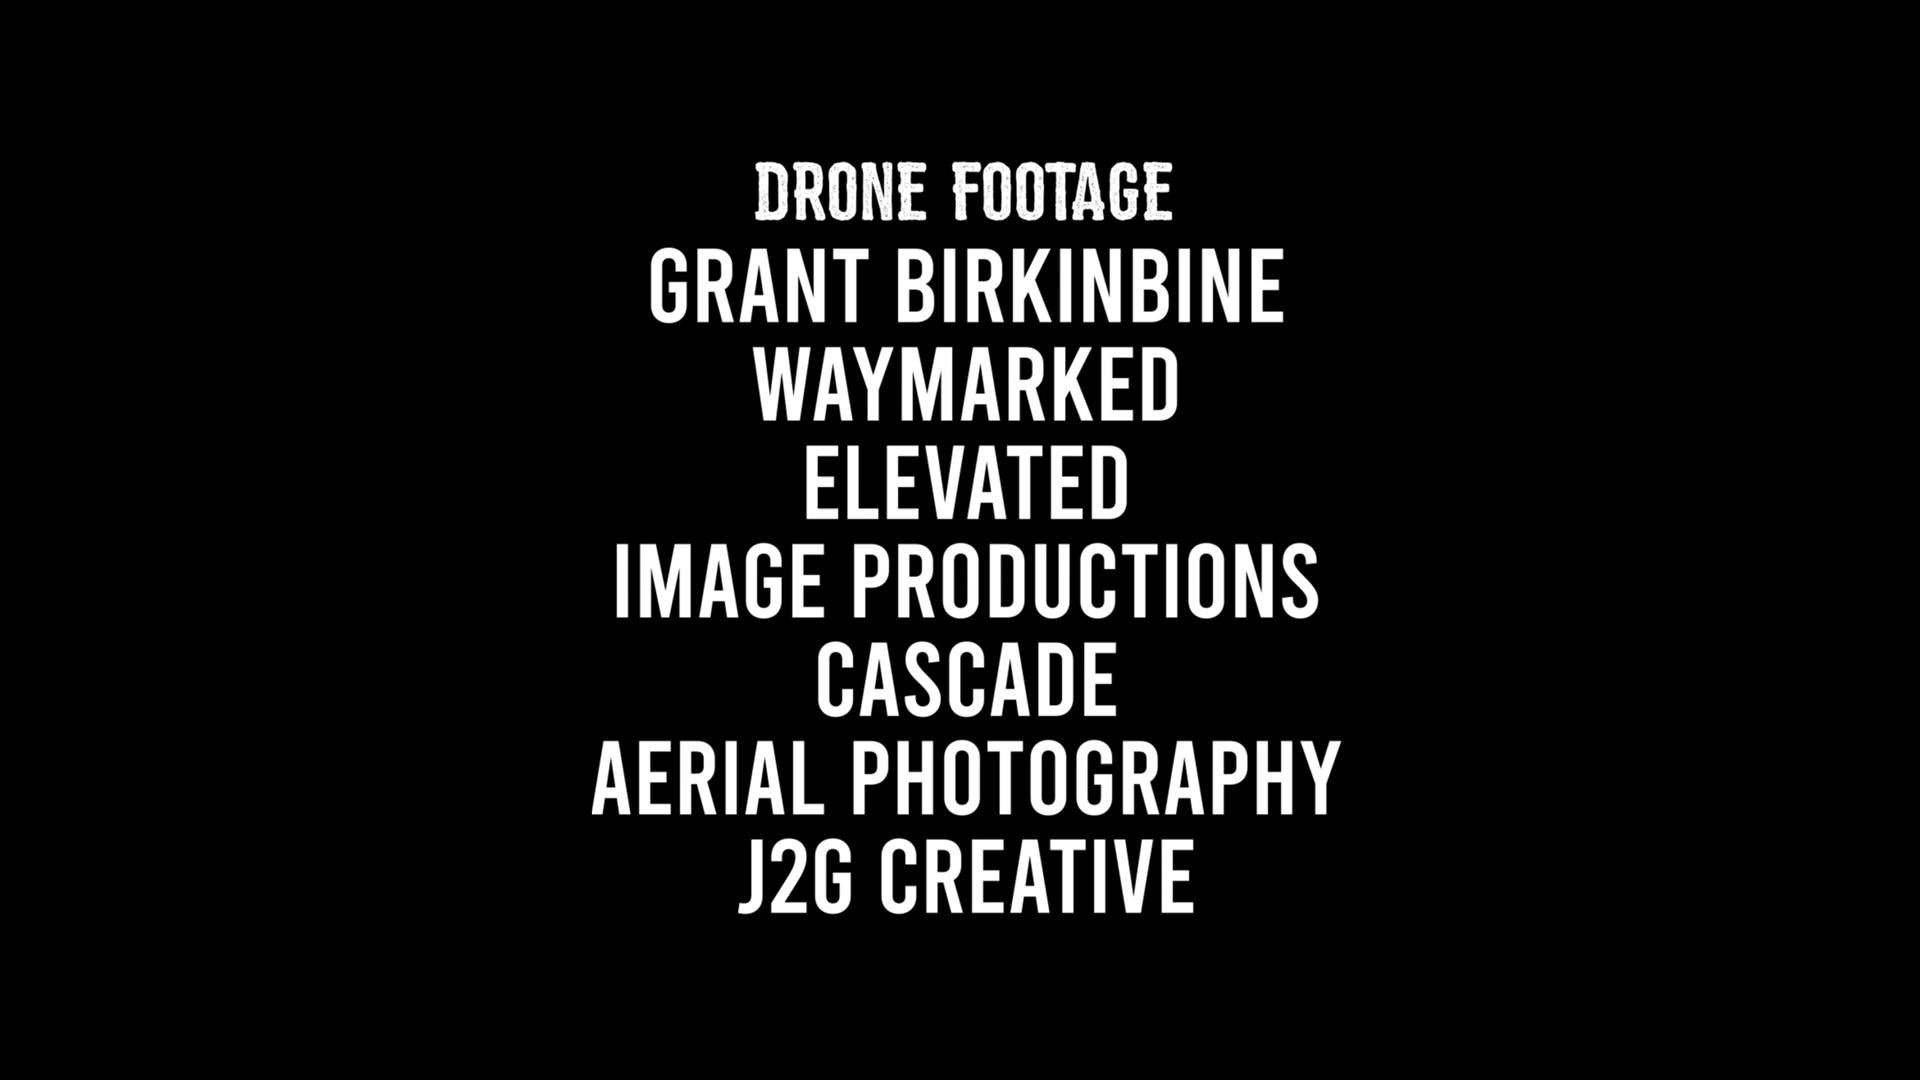 DRONE FOOTAGE
GRANT BIRKINBINE
WAYMARKED
ELEVATED
IMAGE PRODUCTIONS
CASCADE
AERIAL PHOTOGRAPHY
J2G CREATIVE